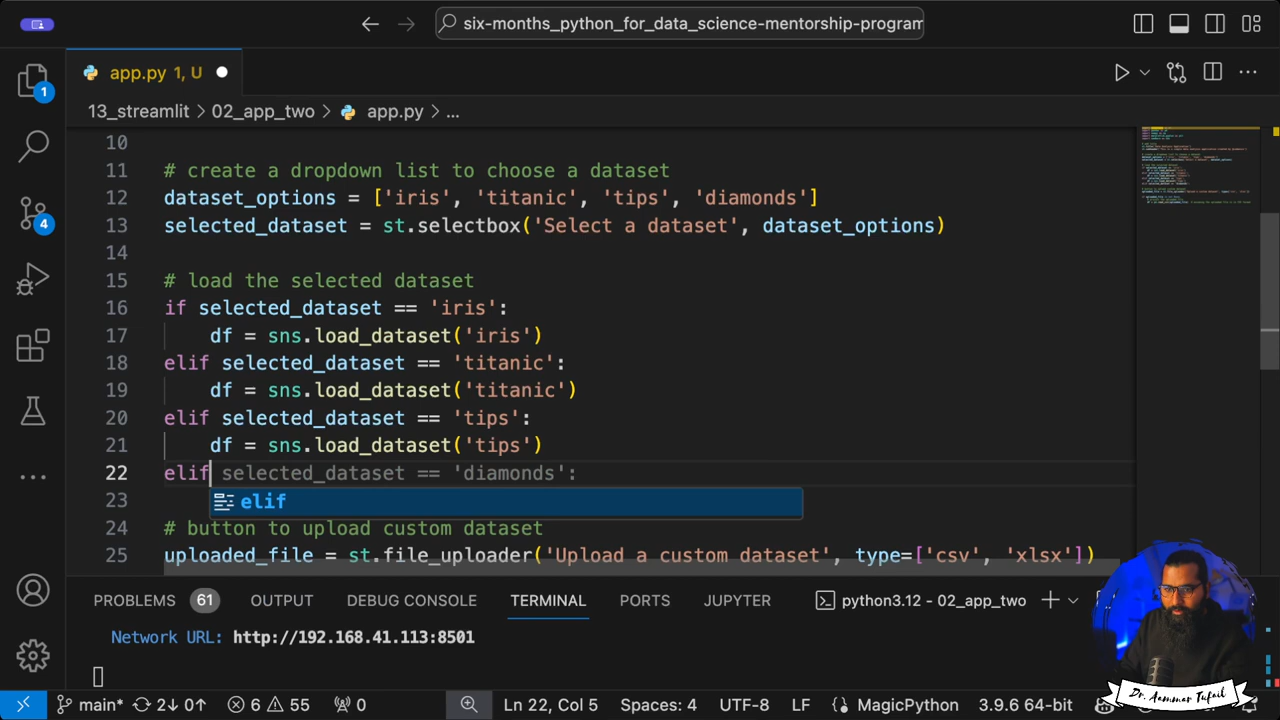 six-months_python_for_data_science-mentorship-program
app.py 1, U
1
13_streamlit > 02_app_two > app.py > ...
10
11 # create a dropdown list to choose a dataset
12 dataset_options = ['iris', 'titanic', 'tips', 'diamonds']
13 selected_dataset = st.selectbox('Select a dataset', dataset_options)
14
15 # load the selected dataset
16 if selected_dataset == 'iris':
17 df = sns.load_dataset('iris')
18 elif selected_dataset == 'titanic':
19 df = sns.load_dataset('titanic')
20 elif selected_dataset == 'tips':
21 df = sns.load_dataset('tips')
22 elif selected_dataset == 'diamonds':
elif
23
24 # button to upload custom dataset
25 uploaded_file = st.file_uploader('Upload a custom dataset', type=['csv', 'xlsx'])
4
PROBLEMS 61 OUTPUT DEBUG CONSOLE TERMINAL PORTS JUPYTER python3.12 - 02_app_two
Network URL: http://192.168.41.113:8501
Dr. Aammar Tufail
main* 2↓ 0↑ 6 55 0 Ln 22, Col 5 Spaces: 4 UTF-8 LF MagicPython 3.9.6 64-bit